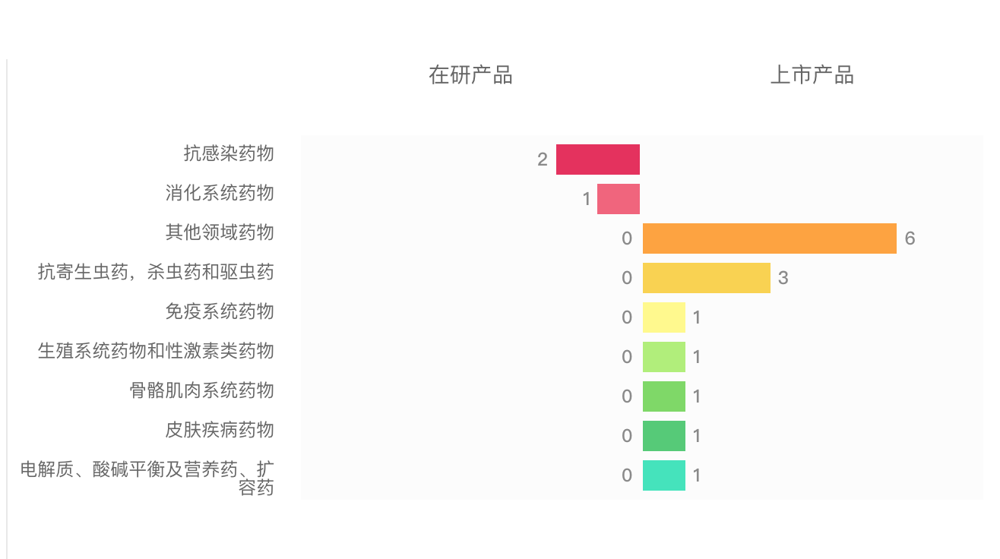 在研产品 上市产品
抗感染药物 2
消化系统药物 1
其他领域药物 0 6
抗寄生虫药，杀虫药和驱虫药 0 3
免疫系统药物 0 1
生殖系统药物和性激素类药物 0 1
骨骼肌肉系统药物 0 1
皮肤疾病药物 0 1
电解质、酸碱平衡及营养药、扩 0 1
容药